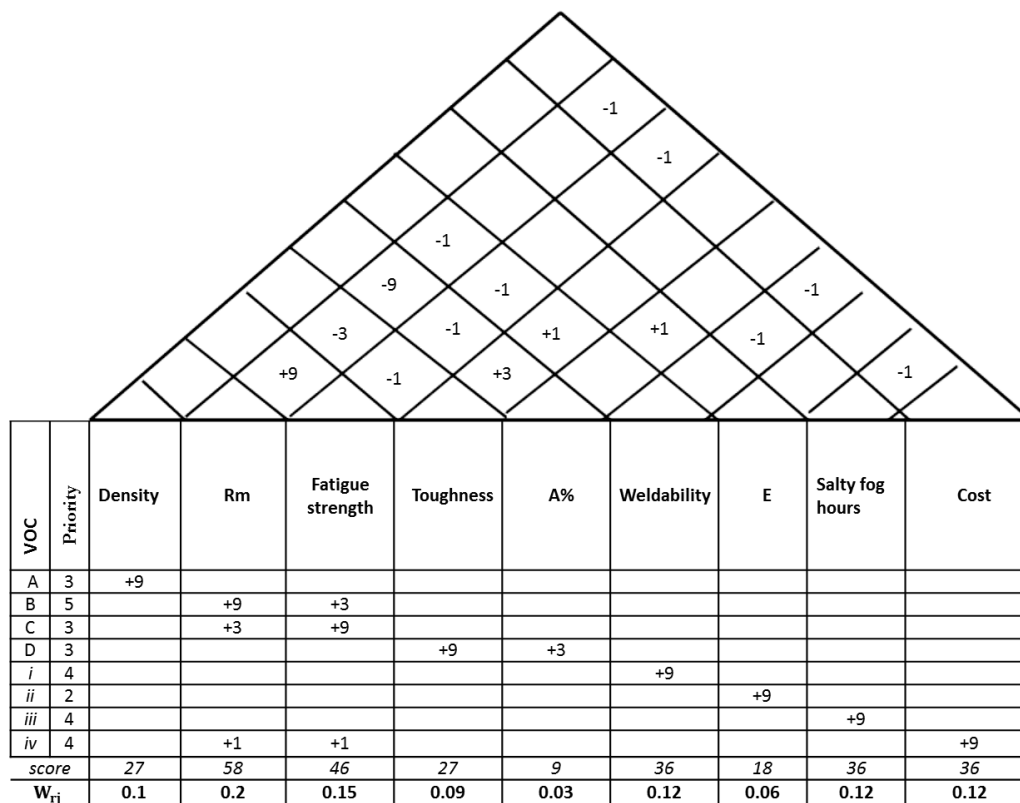 -1
-1
-1
-9 -1 -1
-3 -1 +1 +1 -1
+9 -1 +3 -1
VOC Priority Density Rm Fatigue strength Toughness A% Weldability E Salty fog hours Cost
A 3 +9
B 5 +9 +3
C 3 +3 +9
D 3 +9 +3
i 4 +9
ii 2 +9
iii 4 +9
iv 4 +1 +1 +9
score 27 58 46 27 9 36 18 36 36
Wrj 0.1 0.2 0.15 0.09 0.03 0.12 0.06 0.12 0.12